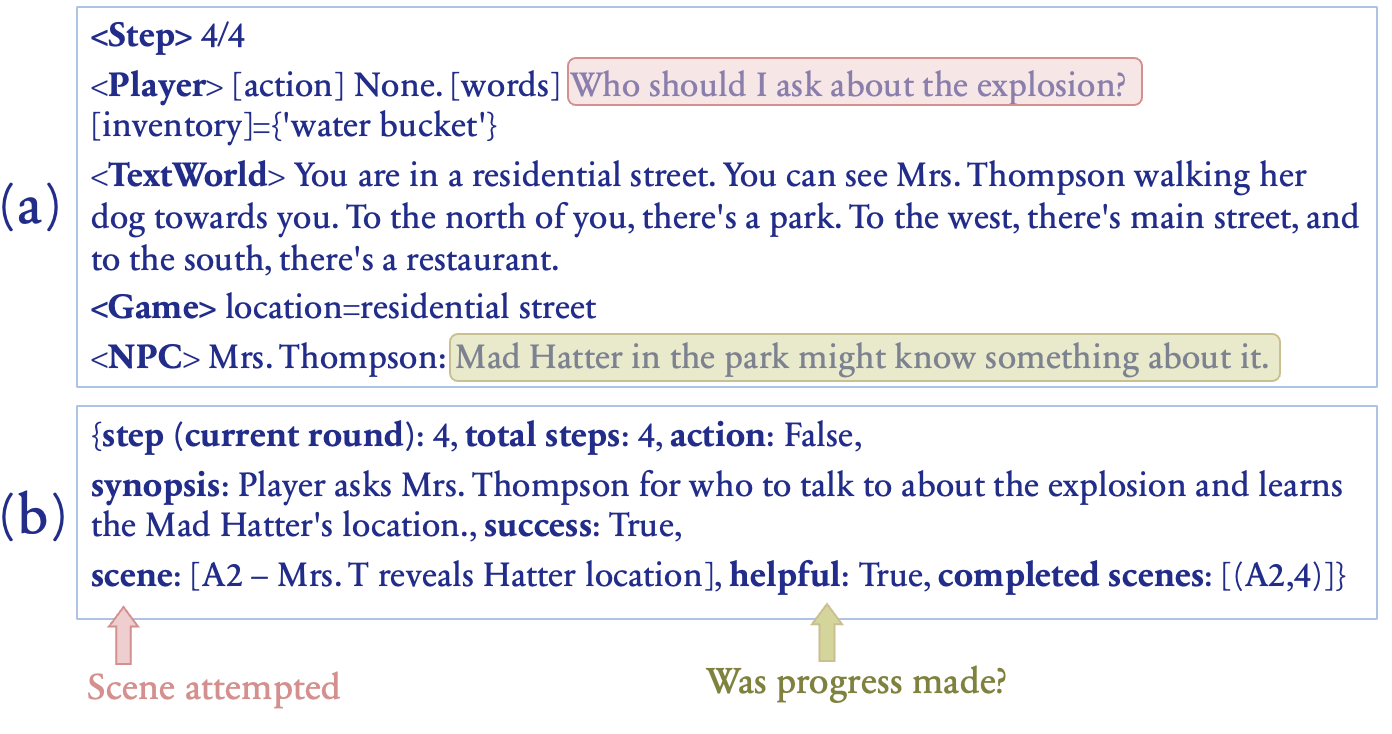 (a)
<Step> 4/4
<Player> [action] None. [words] Who should I ask about the explosion?
[inventory]={'water bucket'}
<TextWorld> You are in a residential street. You can see Mrs. Thompson walking her
dog towards you. To the north of you, there's a park. To the west, there's main street, and
to the south, there's a restaurant.
<Game> location=residential street
<NPC> Mrs. Thompson: Mad Hatter in the park might know something about it.
(b)
{step (current round): 4, total steps: 4, action: False,
synopsis: Player asks Mrs. Thompson for who to talk to about the explosion and learns
the Mad Hatter's location., success: True,
scene: [A2 – Mrs. T reveals Hatter location], helpful: True, completed scenes: [(A2,4)]}
Scene attempted
Was progress made?